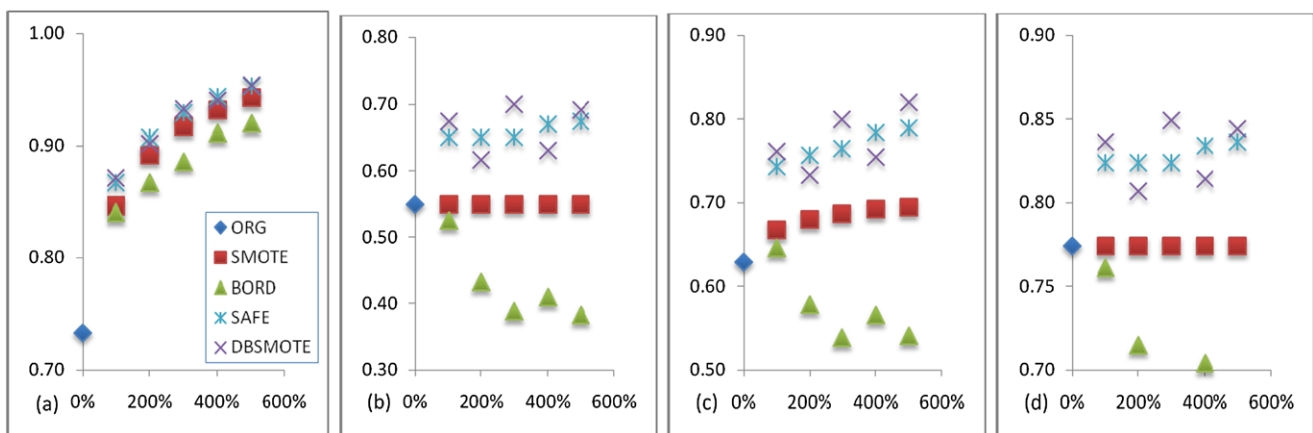 1.00
0.90
0.80
0.70
(a) 0% 200% 400% 600%
ORG
SMOTE
BORD
SAFE
DBSMOTE
0.80
0.70
0.60
0.50
0.40
0.30
(b) 0% 200% 400% 600%
0.90
0.80
0.70
0.60
0.50
(c) 0% 200% 400% 600%
0.90
0.85
0.80
0.75
0.70
(d) 0% 200% 400% 600%